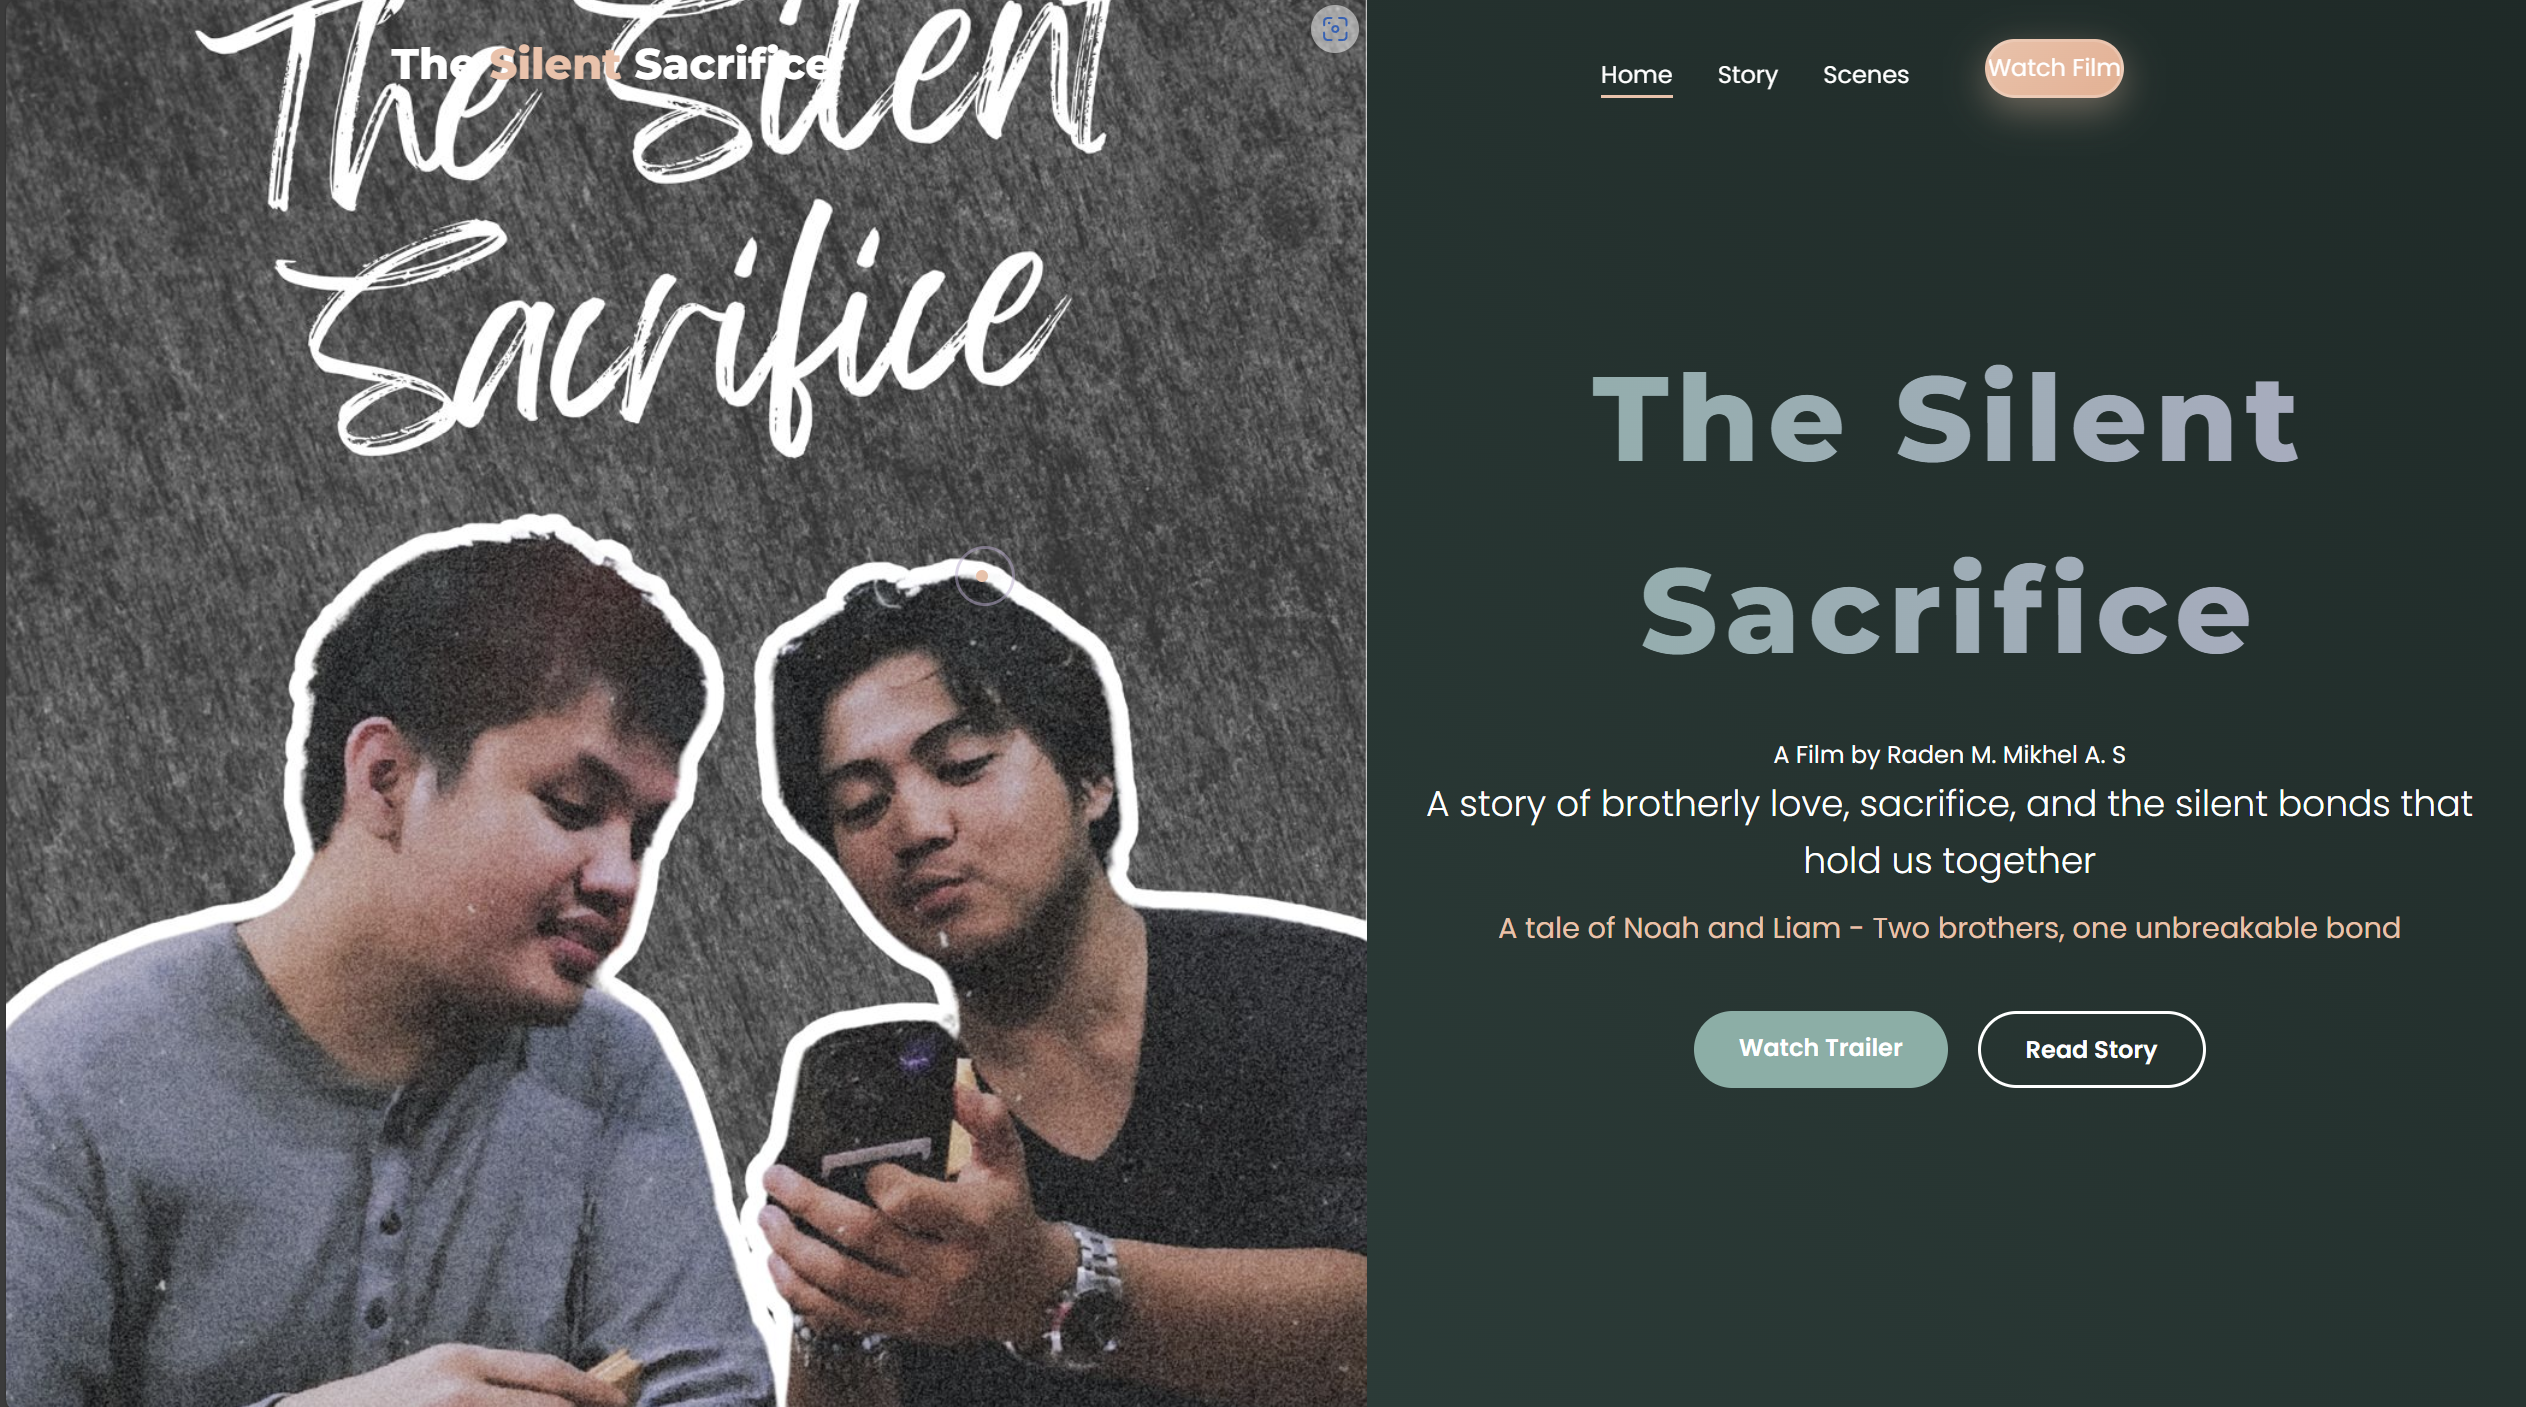 The Silent
Sacrifice
The Silent Sacrifice
Home Story Scenes Watch Film
The Silent
Sacrifice
A Film by Raden M. Mikhel A. S
A story of brotherly love, sacrifice, and the silent bonds that
hold us together
A tale of Noah and Liam - Two brothers, one unbreakable bond
Watch Trailer Read Story